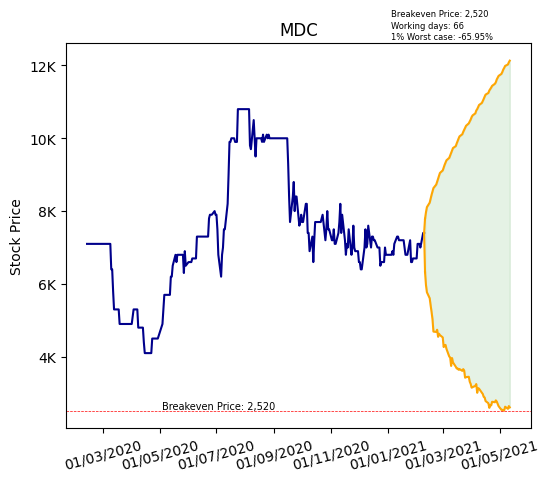 Breakeven Price: 2,520
Working days: 66
1% Worst case: -65.95%
MDC
Stock Price
12K
10K
8K
6K
4K
Breakeven Price: 2,520
01/03/2020
01/05/2020
01/07/2020
01/09/2020
01/11/2020
01/01/2021
01/03/2021
01/05/2021